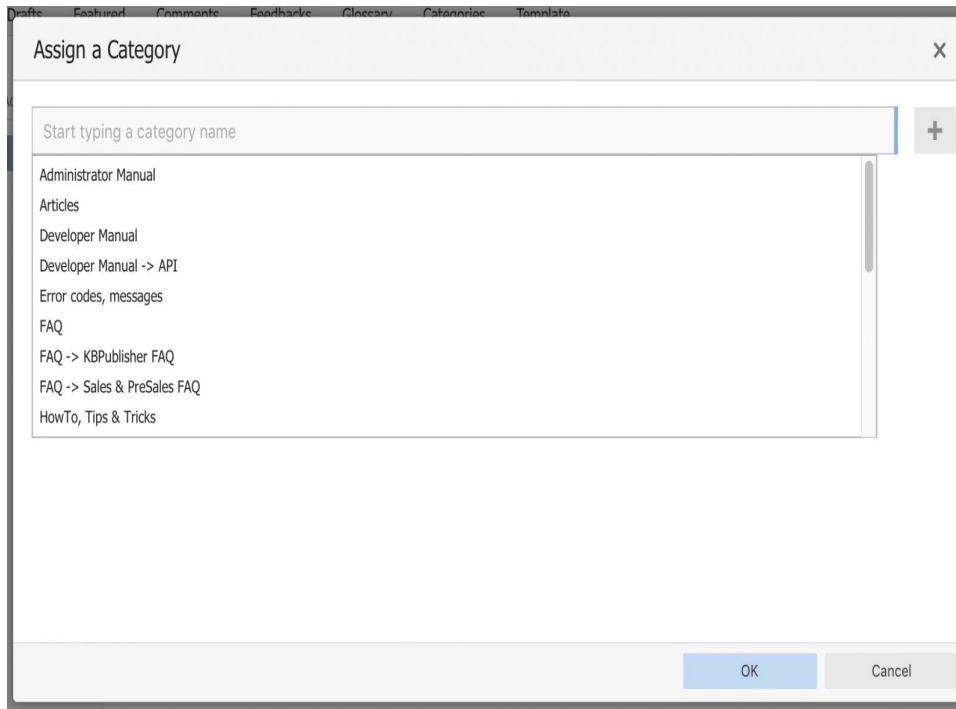 Drafts Featured Comments Feedbacks Glossary Categories Template
Assign a Category
Start typing a category name
+
Administrator Manual
Articles
Developer Manual
Developer Manual -> API
Error codes, messages
FAQ
FAQ -> KBPublisher FAQ
FAQ -> Sales & PreSales FAQ
HowTo, Tips & Tricks
OK Cancel